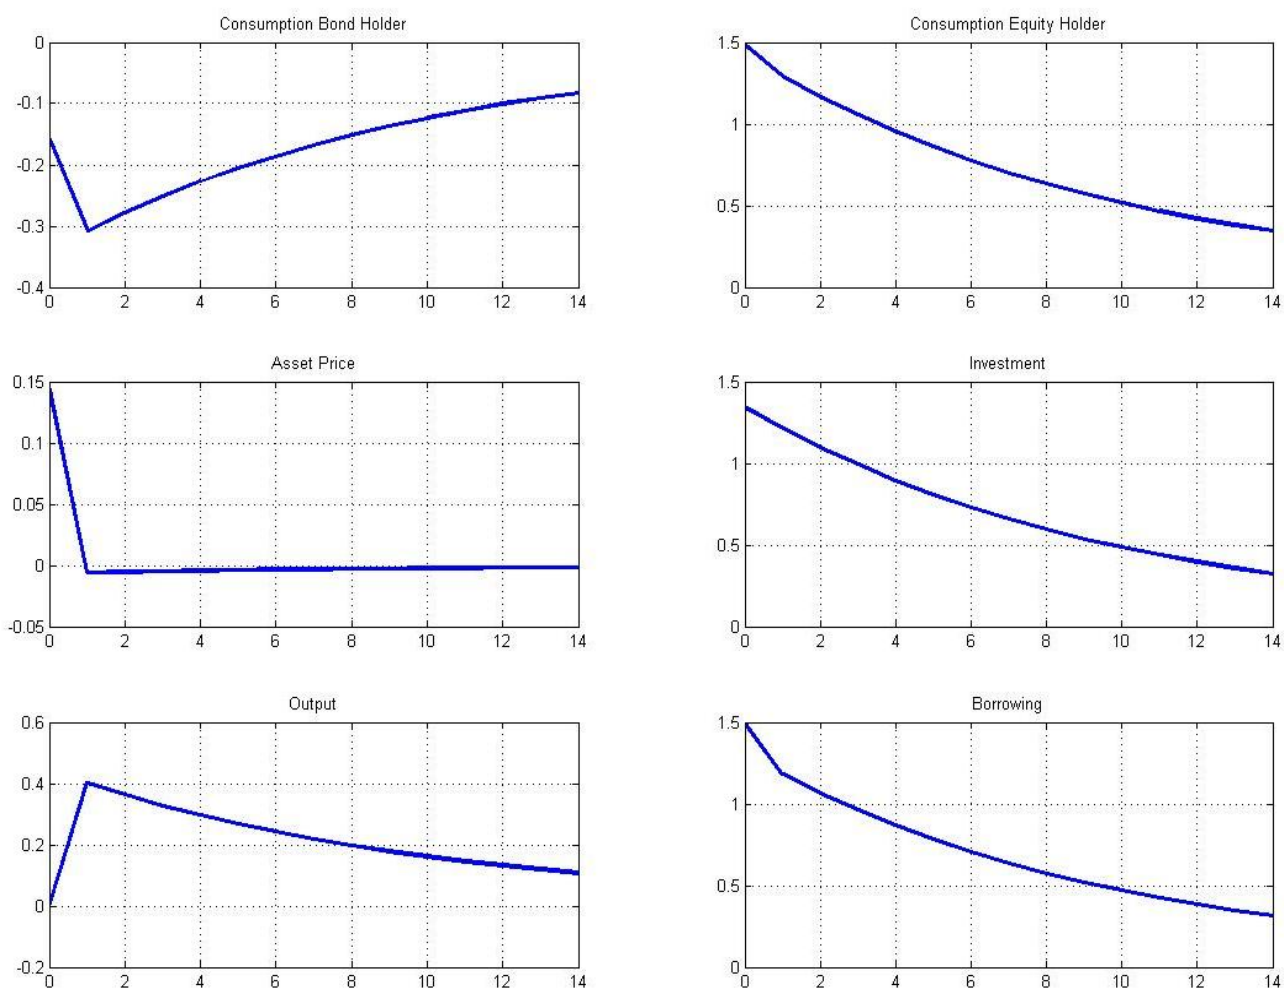 Consumption Bond Holder
0
-0.1
-0.2
-0.3
-0.4
0 2 4 6 8 10 12 14
Consumption Equity Holder
1.5
1
0.5
0
0 2 4 6 8 10 12 14
Asset Price
0.15
0.1
0.05
0
-0.05
0 2 4 6 8 10 12 14
Investment
1.5
1
0.5
0
0 2 4 6 8 10 12 14
Output
0.6
0.4
0.2
0
-0.2
0 2 4 6 8 10 12 14
Borrowing
1.5
1
0.5
0
0 2 4 6 8 10 12 14